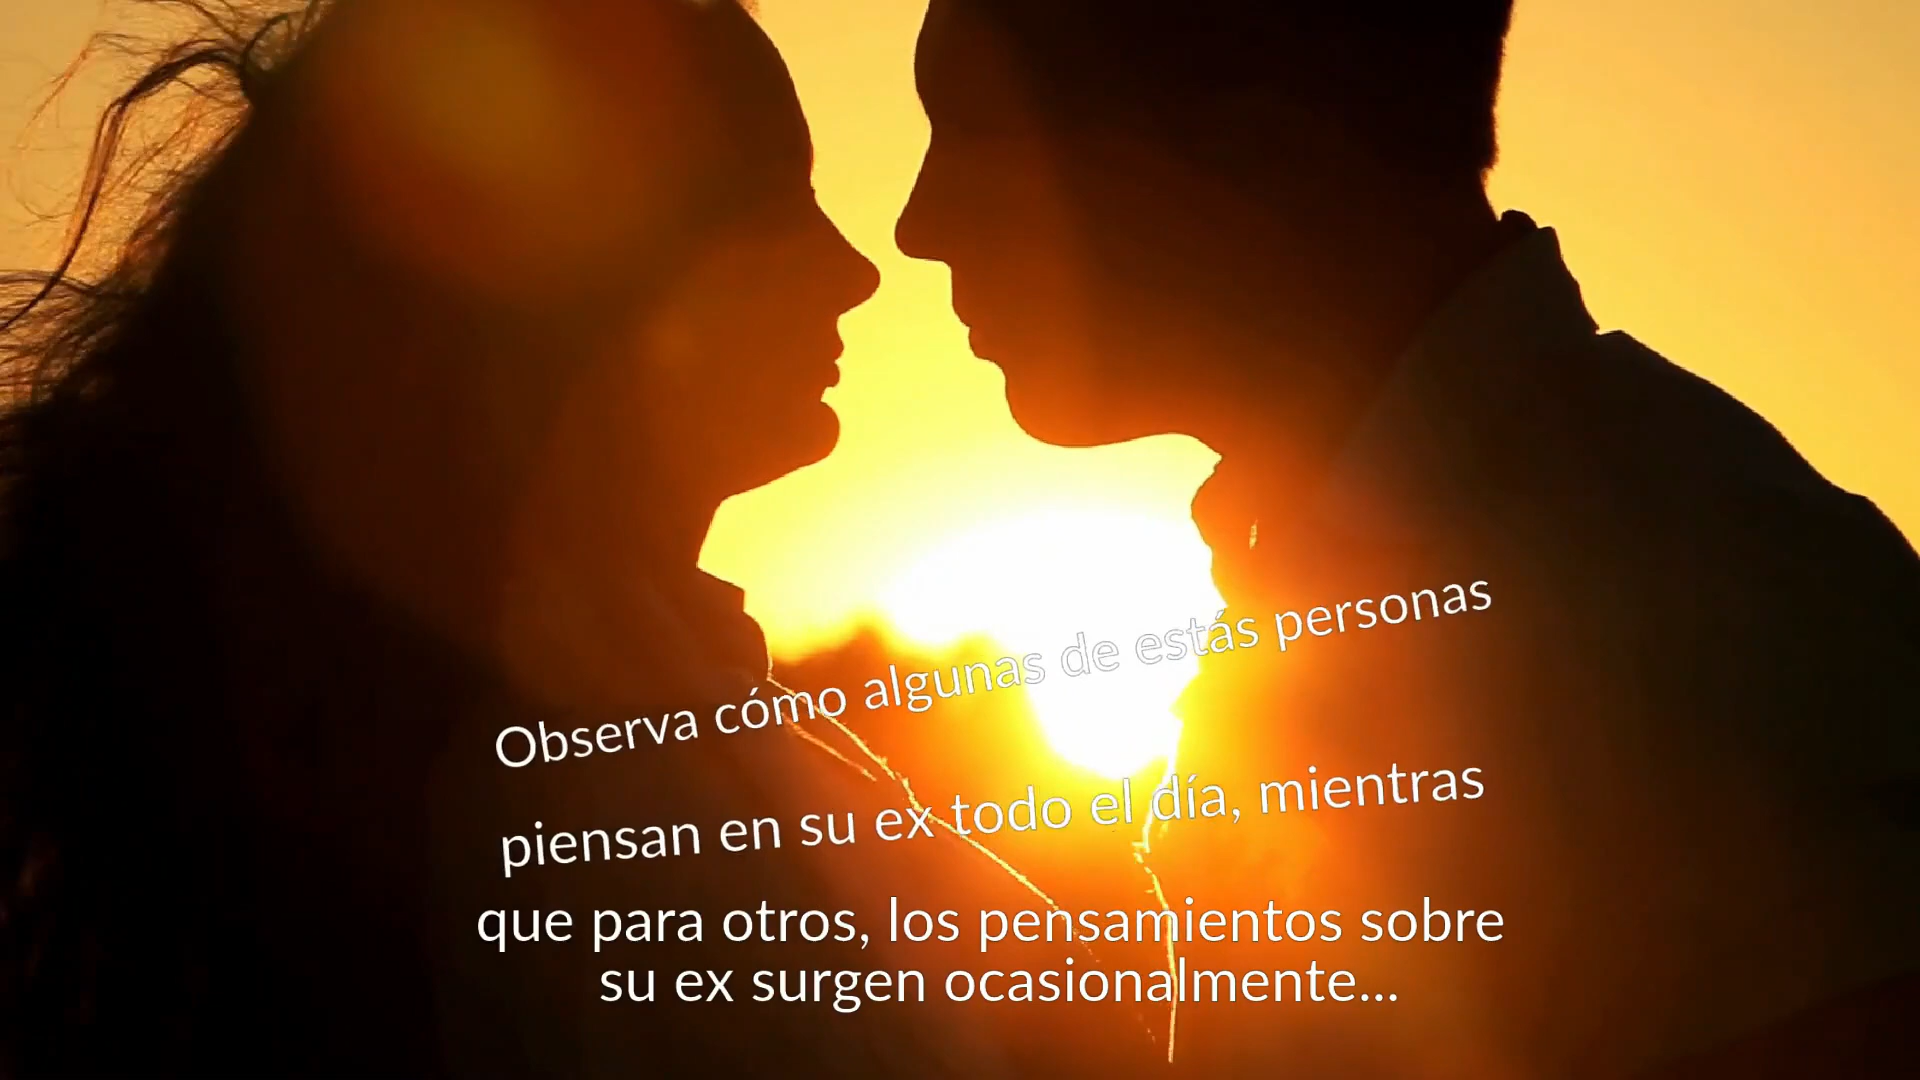 Observa cómo algunas de estás personas
piensan en su ex todo el día, mientras
que para otros, los pensamientos sobre
su ex surgen ocasionalmente...